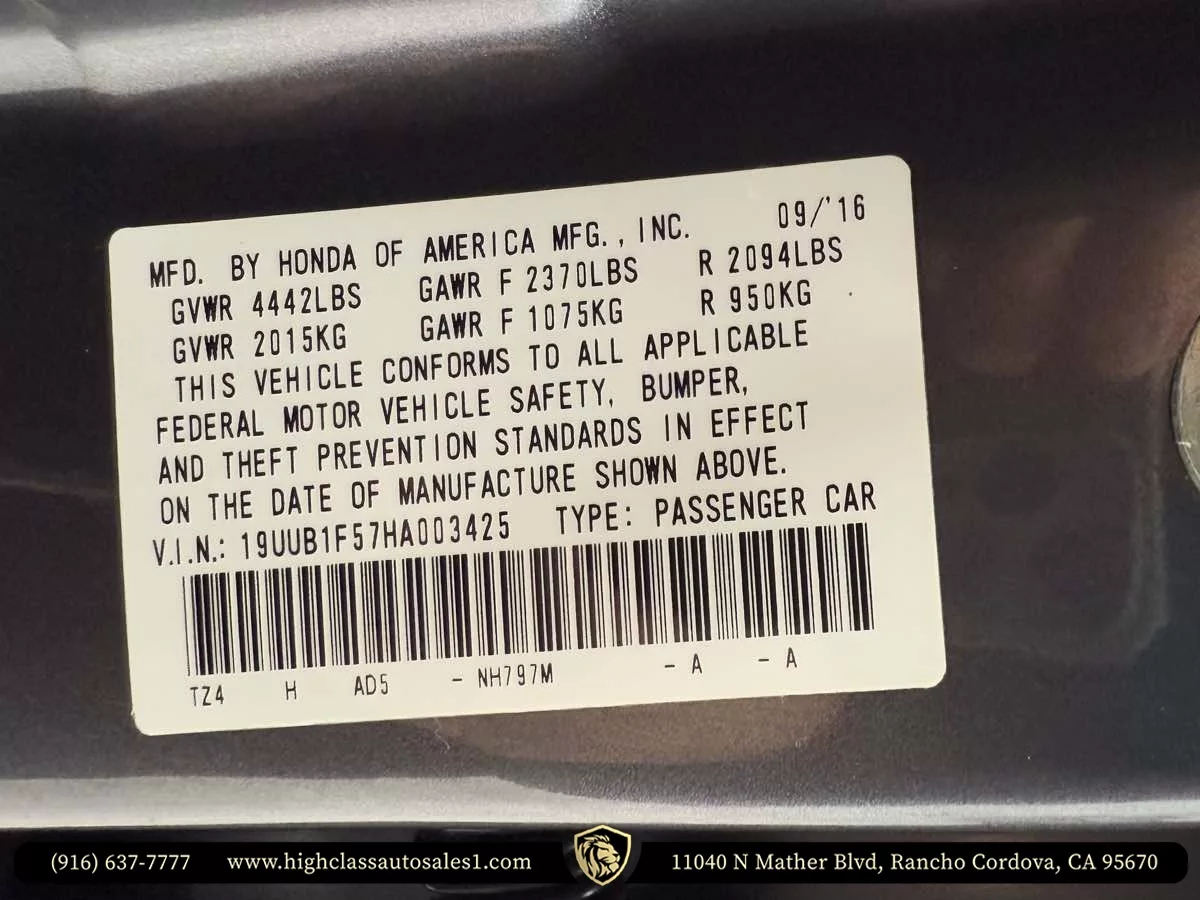 MFD. BY HONDA OF AMERICA MFG., INC. 09/'16
GVWR 4442LBS GAWR F 2370LBS R 2094LBS
GVWR 2015KG GAWR F 1075KG R 950KG
THIS VEHICLE CONFORMS TO ALL APPLICABLE
FEDERAL MOTOR VEHICLE SAFETY, BUMPER,
AND THEFT PREVENTION STANDARDS IN EFFECT
ON THE DATE OF MANUFACTURE SHOWN ABOVE.
V.I.N.: 19UUB1F57HA003425 TYPE: PASSENGER CAR
TZ4 H AD5 - NH797M - A - A
(916) 637-7777 www.highclassautosales1.com 11040 N Mather Blvd, Rancho Cordova, CA 95670